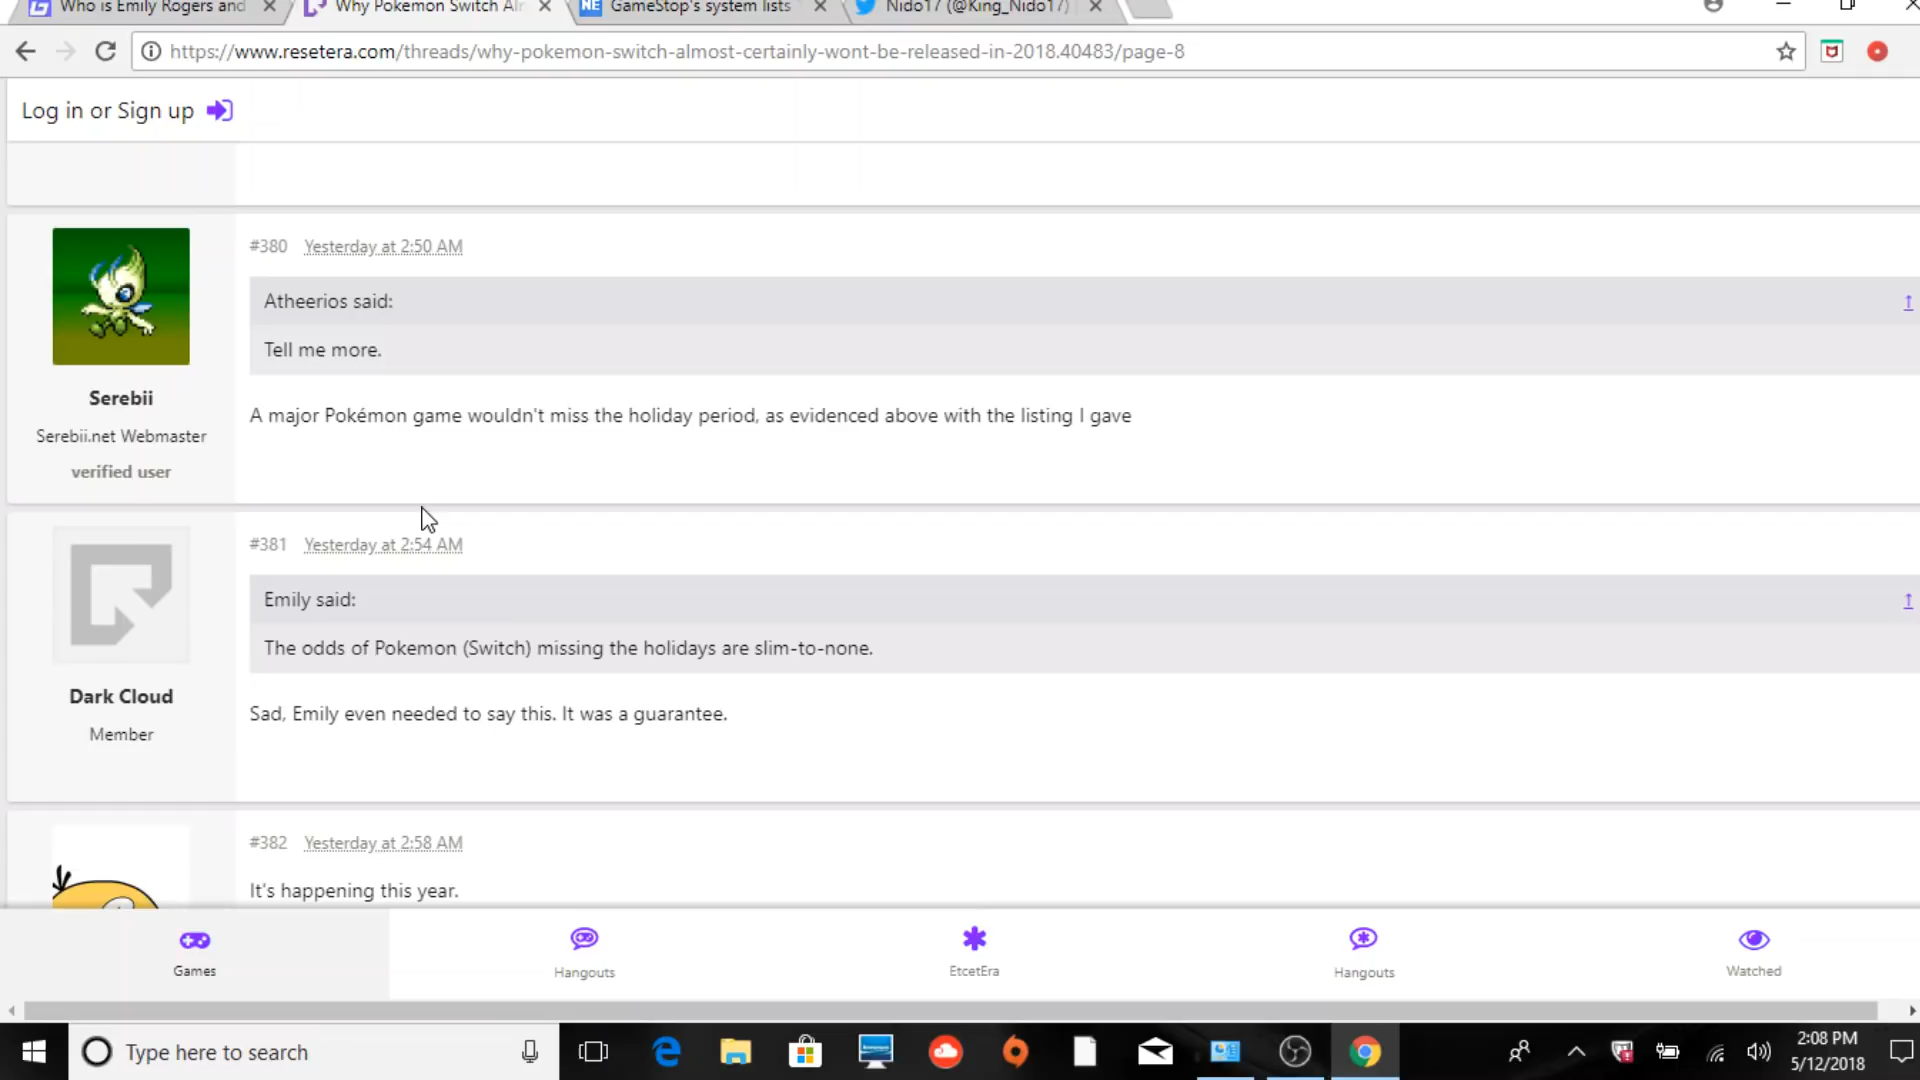 Who is Emily Rogers and
Why Pokemon Switch Al
NE GameStop's system lists
Nido17 (@King_Nido17)
https://www.resetera.com/threads/why-pokemon-switch-almost-certainly-wont-be-released-in-2018.40483/page-8
Log in or Sign up
#380 Yesterday at 2:50 AM
Atheerios said: ↑
Tell me more.
Serebii
Serebii.net Webmaster
verified user
A major Pokémon game wouldn't miss the holiday period, as evidenced above with the listing I gave
#381 Yesterday at 2:54 AM
Emily said: ↑
The odds of Pokemon (Switch) missing the holidays are slim-to-none.
Dark Cloud
Member
Sad, Emily even needed to say this. It was a guarantee.
#382 Yesterday at 2:58 AM
It's happening this year.
Games
Hangouts
EtcetEra
Hangouts
Watched
Type here to search
2:08 PM
5/12/2018